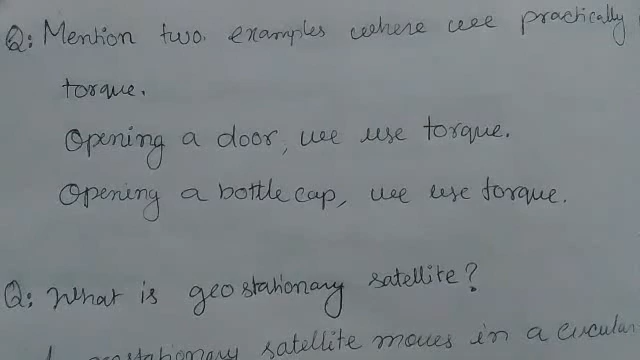 Q: Mention two examples where we practically
torque.
Opening a door, we use torque.
Opening a bottle cap, we use torque.
Q: What is geostationary satellite?
geostationary satellite moves in a circular